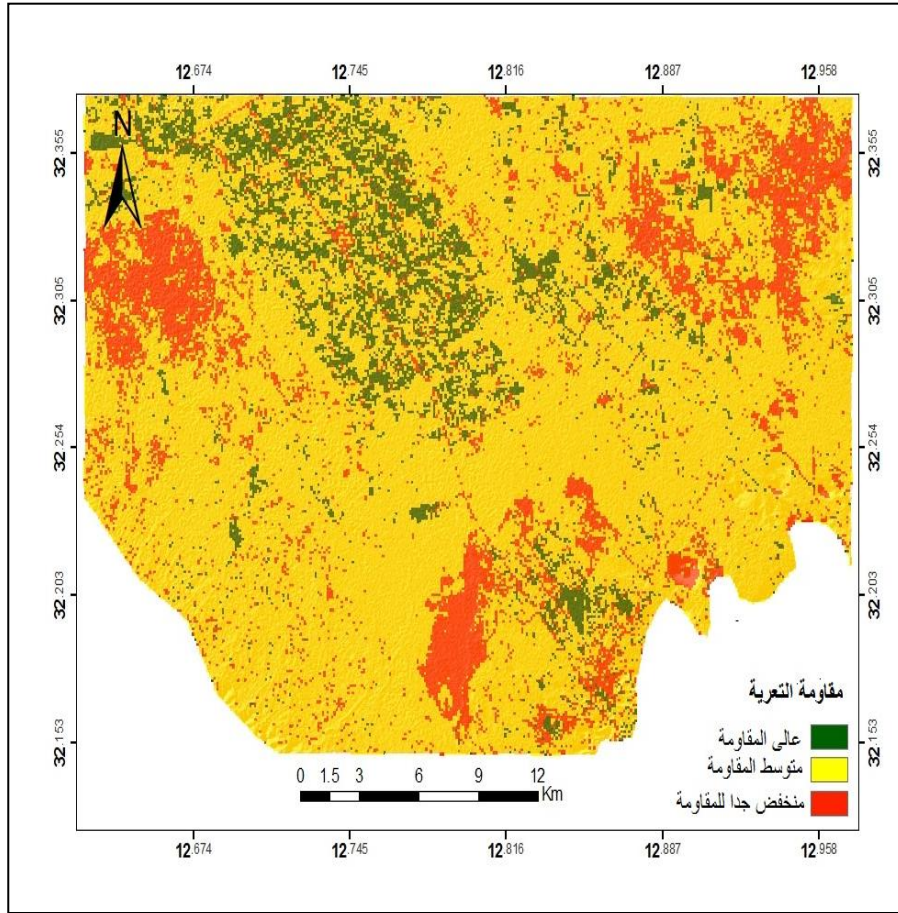 12.674 12.745 12.816 12.887 12.958
N
32.355 32.355
32.305 32.305
32.254 32.254
32.203 32.203
32.153 32.153
مقاومة التعرية
عالى المقاومة
متوسط المقاومة
منخفض جدا للمقاومة
0 1.5 3 6 9 12
Km
12.674 12.745 12.816 12.887 12.958